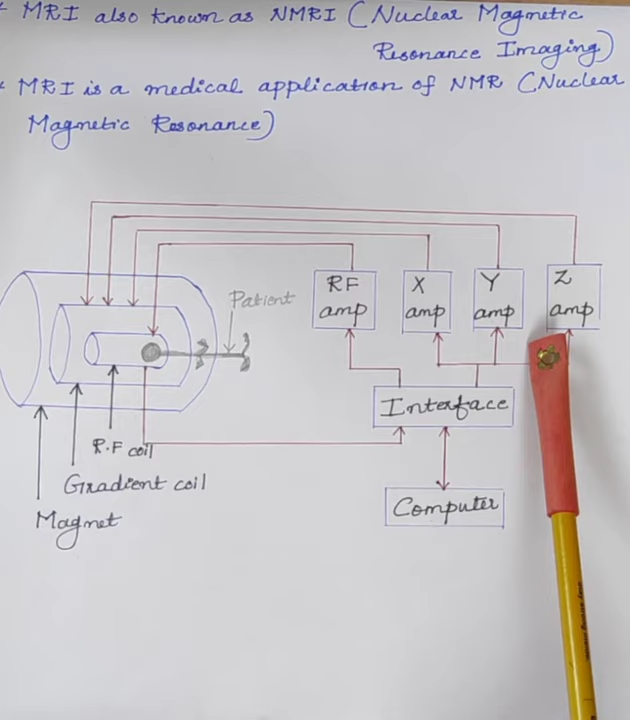 * MRI also known as NMRI (Nuclear Magnetic
Resonance Imaging)
* MRI is a medical application of NMR (Nuclear
Magnetic Resonance)
Patient
RF
amp
X
amp
Y
amp
Z
amp
Interface
R.F coil
Gradient coil
Magnet
Computer